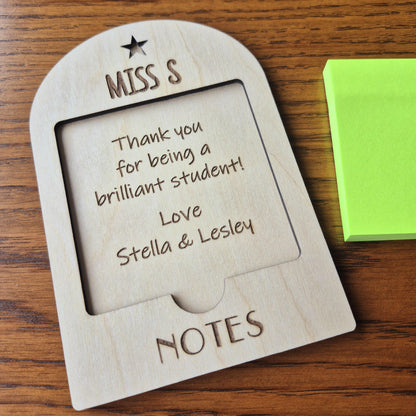 MISS S
Thank you
for being a
brilliant student!
Love
Stella & Lesley
NOTES